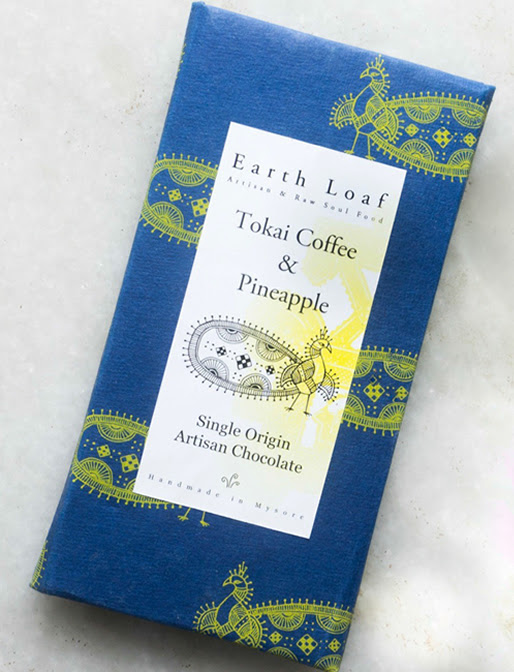 Earth Loaf
Artisan & Raw Soul Food
Tokai Coffee
&
Pineapple
Single Origin
Artisan Chocolate
Handmade in Mysore